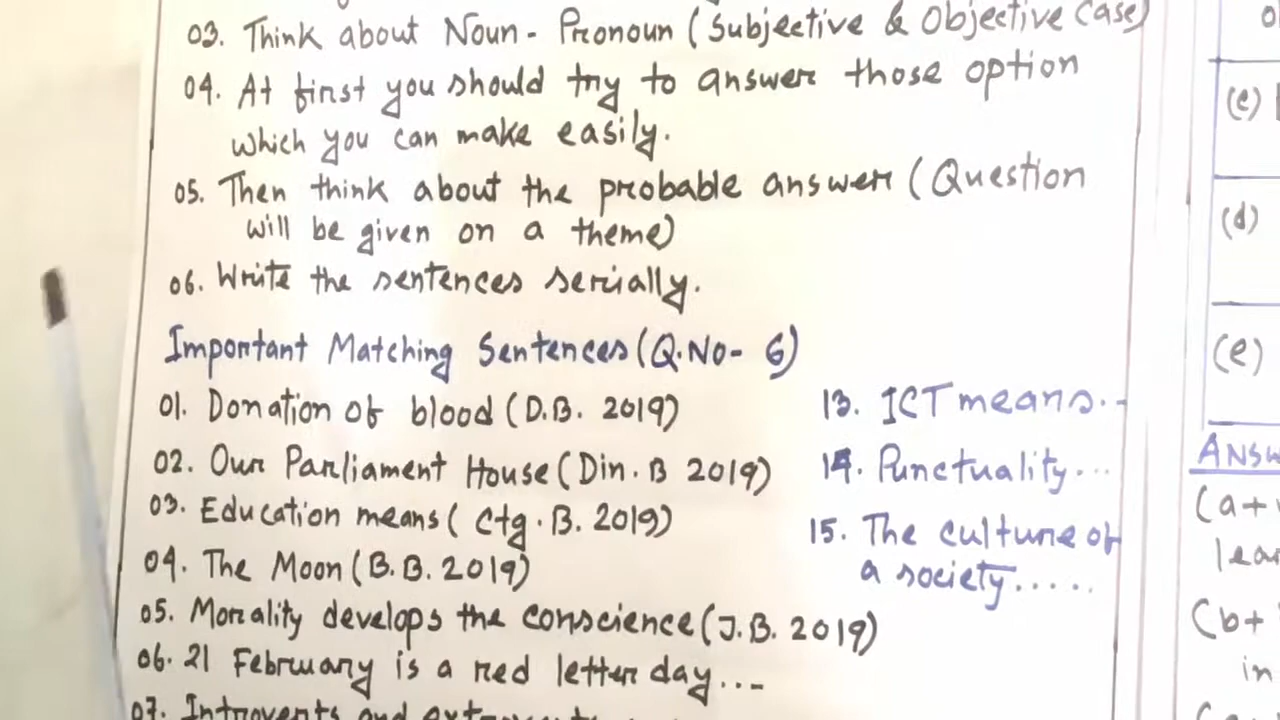 03. Think about Noun - Pronoun (Subjective & Objective Case)
04. At first you should try to answer those option
which you can make easily.
05. Then think about the probable answer (Question
will be given on a theme)
06. Write the sentences serially.
Important Matching Sentences (Q.No- 6)
01. Donation of blood (D.B. 2019)
02. Our Parliament House (Din. B 2019)
03. Education means (Ctg. B. 2019)
04. The Moon (B.B. 2019)
05. Morality develops the conscience (J.B. 2019)
06. 21 February is a red letter day...
07. Introverts and
13. ICT means..
14. Punctuality...
15. The culture of
a society.....
(c)
(d)
(e)
(a+
(b+
in